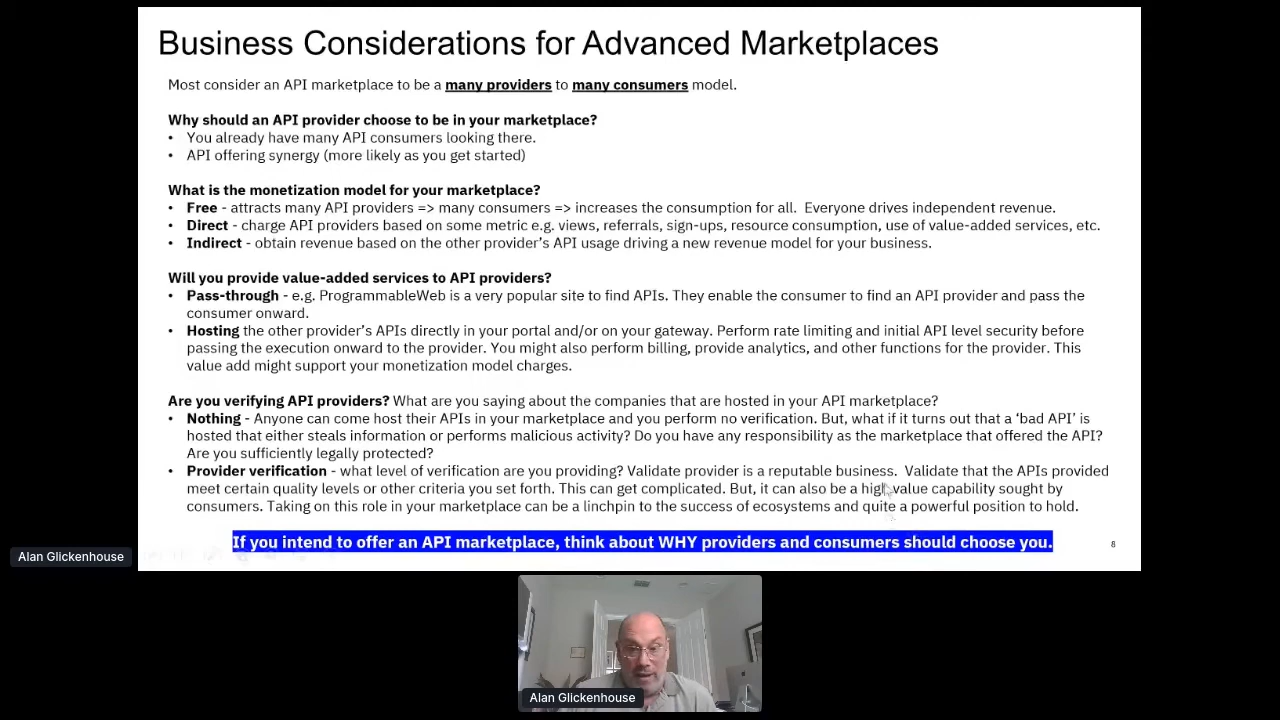 Business Considerations for Advanced Marketplaces
Most consider an API marketplace to be a many providers to many consumers model.
Why should an API provider choose to be in your marketplace?
• You already have many API consumers looking there.
• API offering synergy (more likely as you get started)
What is the monetization model for your marketplace?
• Free - attracts many API providers => many consumers => increases the consumption for all.  Everyone drives independent revenue.
• Direct - charge API providers based on some metric e.g. views, referrals, sign-ups, resource consumption, use of value-added services, etc.
• Indirect - obtain revenue based on the other provider's API usage driving a new revenue model for your business.
Will you provide value-added services to API providers?
• Pass-through - e.g. ProgrammableWeb is a very popular site to find APIs. They enable the consumer to find an API provider and pass the
consumer onward.
• Hosting the other provider's APIs directly in your portal and/or on your gateway. Perform rate limiting and initial API level security before
passing the execution onward to the provider. You might also perform billing, provide analytics, and other functions for the provider. This
value add might support your monetization model charges.
Are you verifying API providers? What are you saying about the companies that are hosted in your API marketplace?
• Nothing - Anyone can come host their APIs in your marketplace and you perform no verification. But, what if it turns out that a 'bad API' is
hosted that either steals information or performs malicious activity? Do you have any responsibility as the marketplace that offered the API?
Are you sufficiently legally protected?
• Provider verification - what level of verification are you providing? Validate provider is a reputable business.  Validate that the APIs provided
meet certain quality levels or other criteria you set forth. This can get complicated. But, it can also be a high value capability sought by
consumers. Taking on this role in your marketplace can be a linchpin to the success of ecosystems and quite a powerful position to hold.
If you intend to offer an API marketplace, think about WHY providers and consumers should choose you.
8
Alan Glickenhouse
Alan Glickenhouse